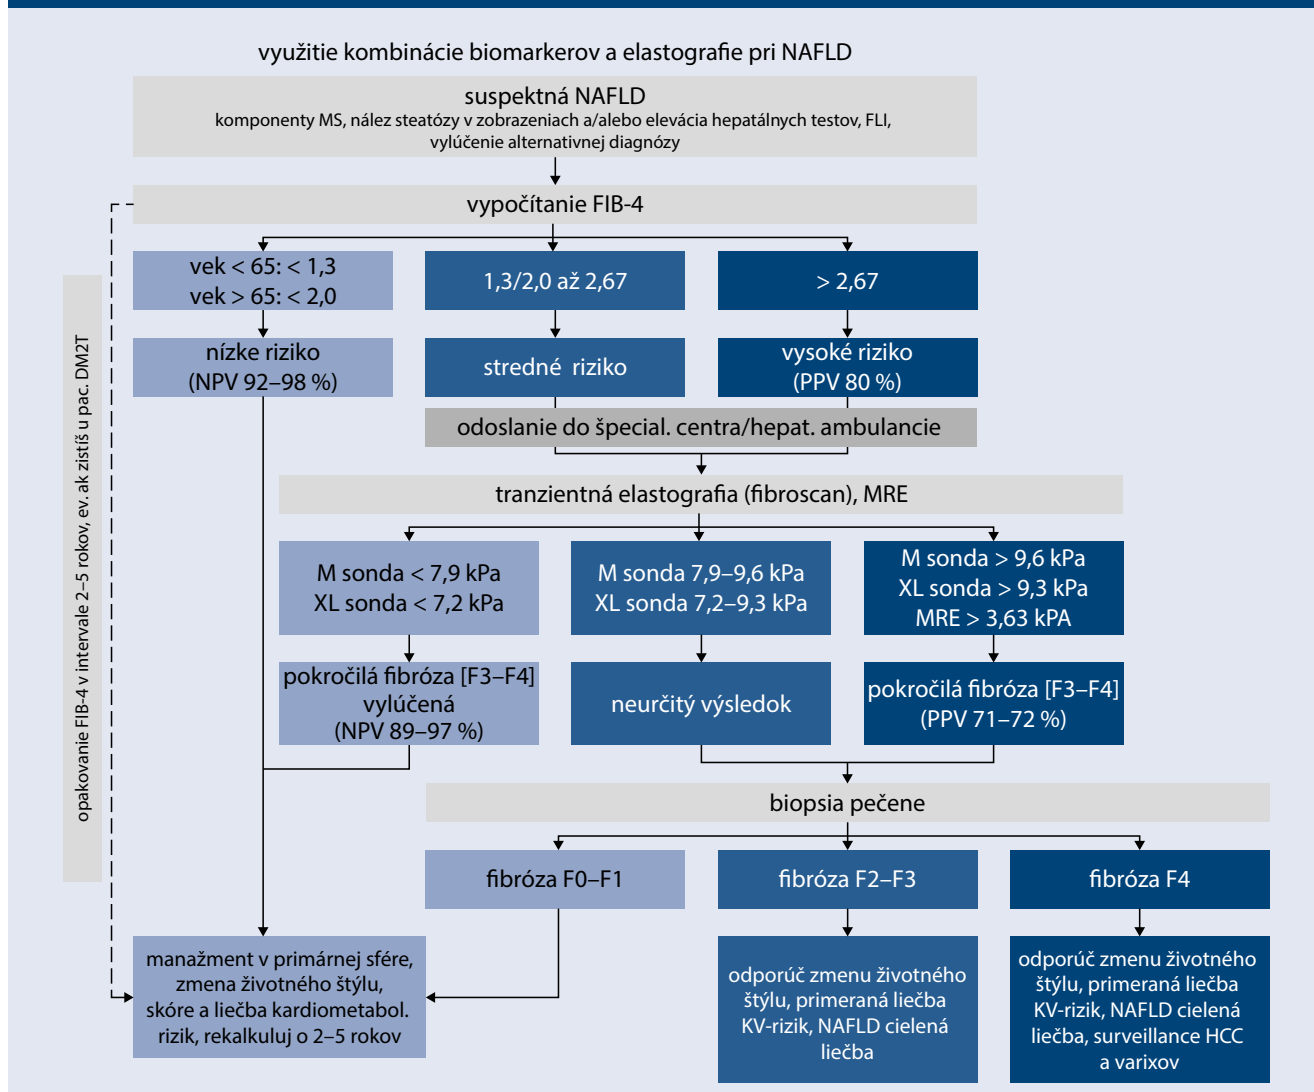 využitie kombinácie biomarkerov a elastografie pri NAFLD
suspektná NAFLD
komponenty MS, nález steatózy v zobrazeniach a/alebo elevácia hepatálnych testov, FLI,
vylúčenie alternatívnej diagnózy
vypočítanie FIB-4
vek < 65: < 1,3
vek > 65: < 2,0
1,3/2,0 až 2,67
> 2,67
nízke riziko
(NPV 92–98 %)
stredné riziko
vysoké riziko
(PPV 80 %)
odoslanie do špecial. centra/hepat. ambulancie
opakovanie FIB-4 v intervale 2–5 rokov, ev. ak zistíš u pac. DM2T
tranzientná elastografia (fibroscan), MRE
M sonda < 7,9 kPa
XL sonda < 7,2 kPa
M sonda 7,9–9,6 kPa
XL sonda 7,2–9,3 kPa
M sonda > 9,6 kPa
XL sonda > 9,3 kPa
MRE > 3,63 kPA
pokročilá fibróza [F3–F4]
vylúčená
(NPV 89–97 %)
neurčitý výsledok
pokročilá fibróza [F3–F4]
(PPV 71–72 %)
biopsia pečene
fibróza F0–F1
fibróza F2–F3
fibróza F4
manažment v primárnej sfére,
zmena životného štýlu,
skóre a liečba kardiometabol.
rizik, rekalkuluj o 2–5 rokov
odporúč zmenu životného
štýlu, primeraná liečba
KV-rizik, NAFLD cielená
liečba
odporúč zmenu životného
štýlu, primeraná liečba
KV-rizik, NAFLD cielená
liečba, surveillance HCC
a varixov